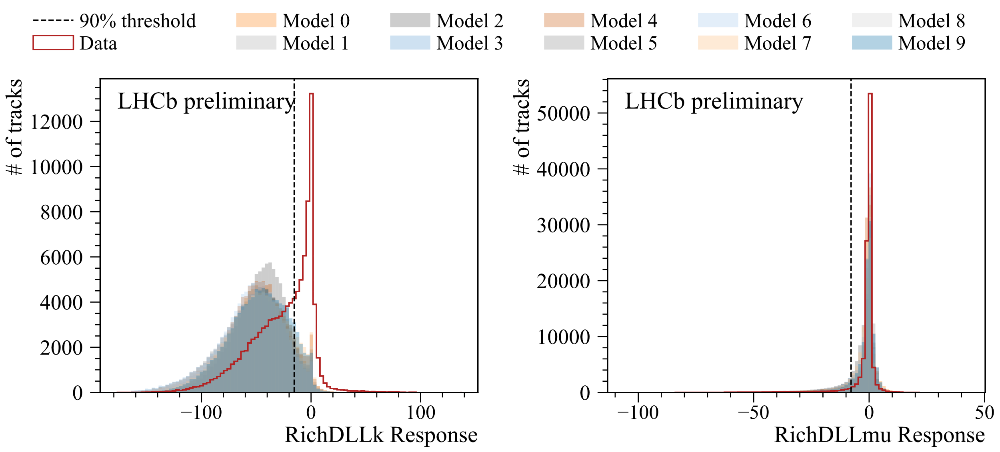 90% threshold
Data
Model 0
Model 1
Model 2
Model 3
Model 4
Model 5
Model 6
Model 7
Model 8
Model 9
# of tracks
LHCb preliminary
12000
10000
8000
6000
4000
2000
0
−100
0
100
RichDLLk Response
# of tracks
LHCb preliminary
50000
40000
30000
20000
10000
0
−100
−50
0
50
RichDLLmu Response